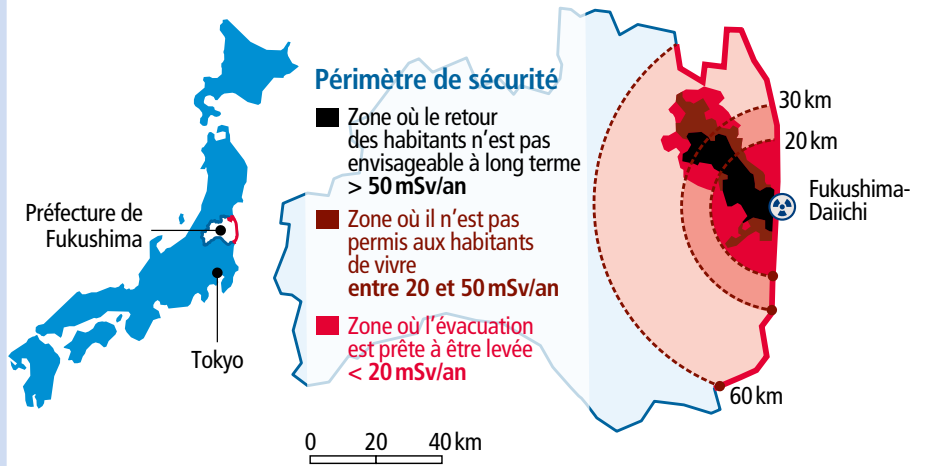 Périmètre de sécurité
Zone où le retour
des habitants n'est pas
envisageable à long terme
> 50 mSv/an
Zone où il n'est pas
permis aux habitants
de vivre
entre 20 et 50 mSv/an
Zone où l'évacuation
est prête à être levée
< 20 mSv/an
Préfecture de
Fukushima
Tokyo
30 km
20 km
Fukushima-
Daiichi
60 km
0 20 40 km